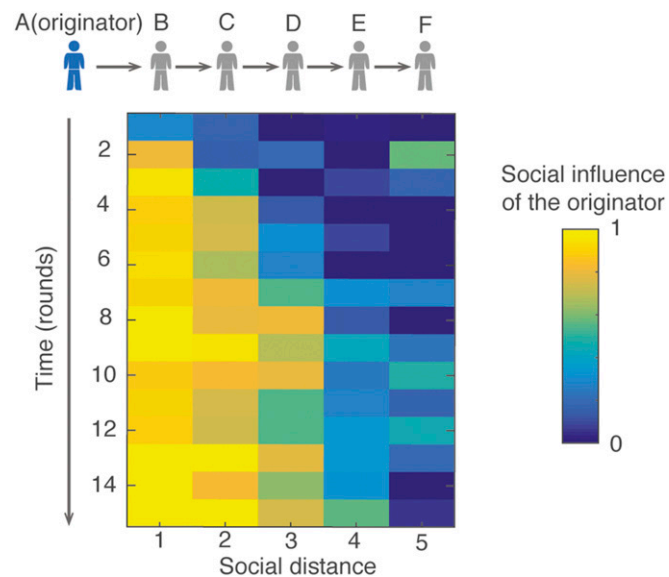 A(originator) B C D E F
Time (rounds)
2
4
6
8
10
12
14
1 2 3 4 5
Social distance
Social influence
of the originator
1
0